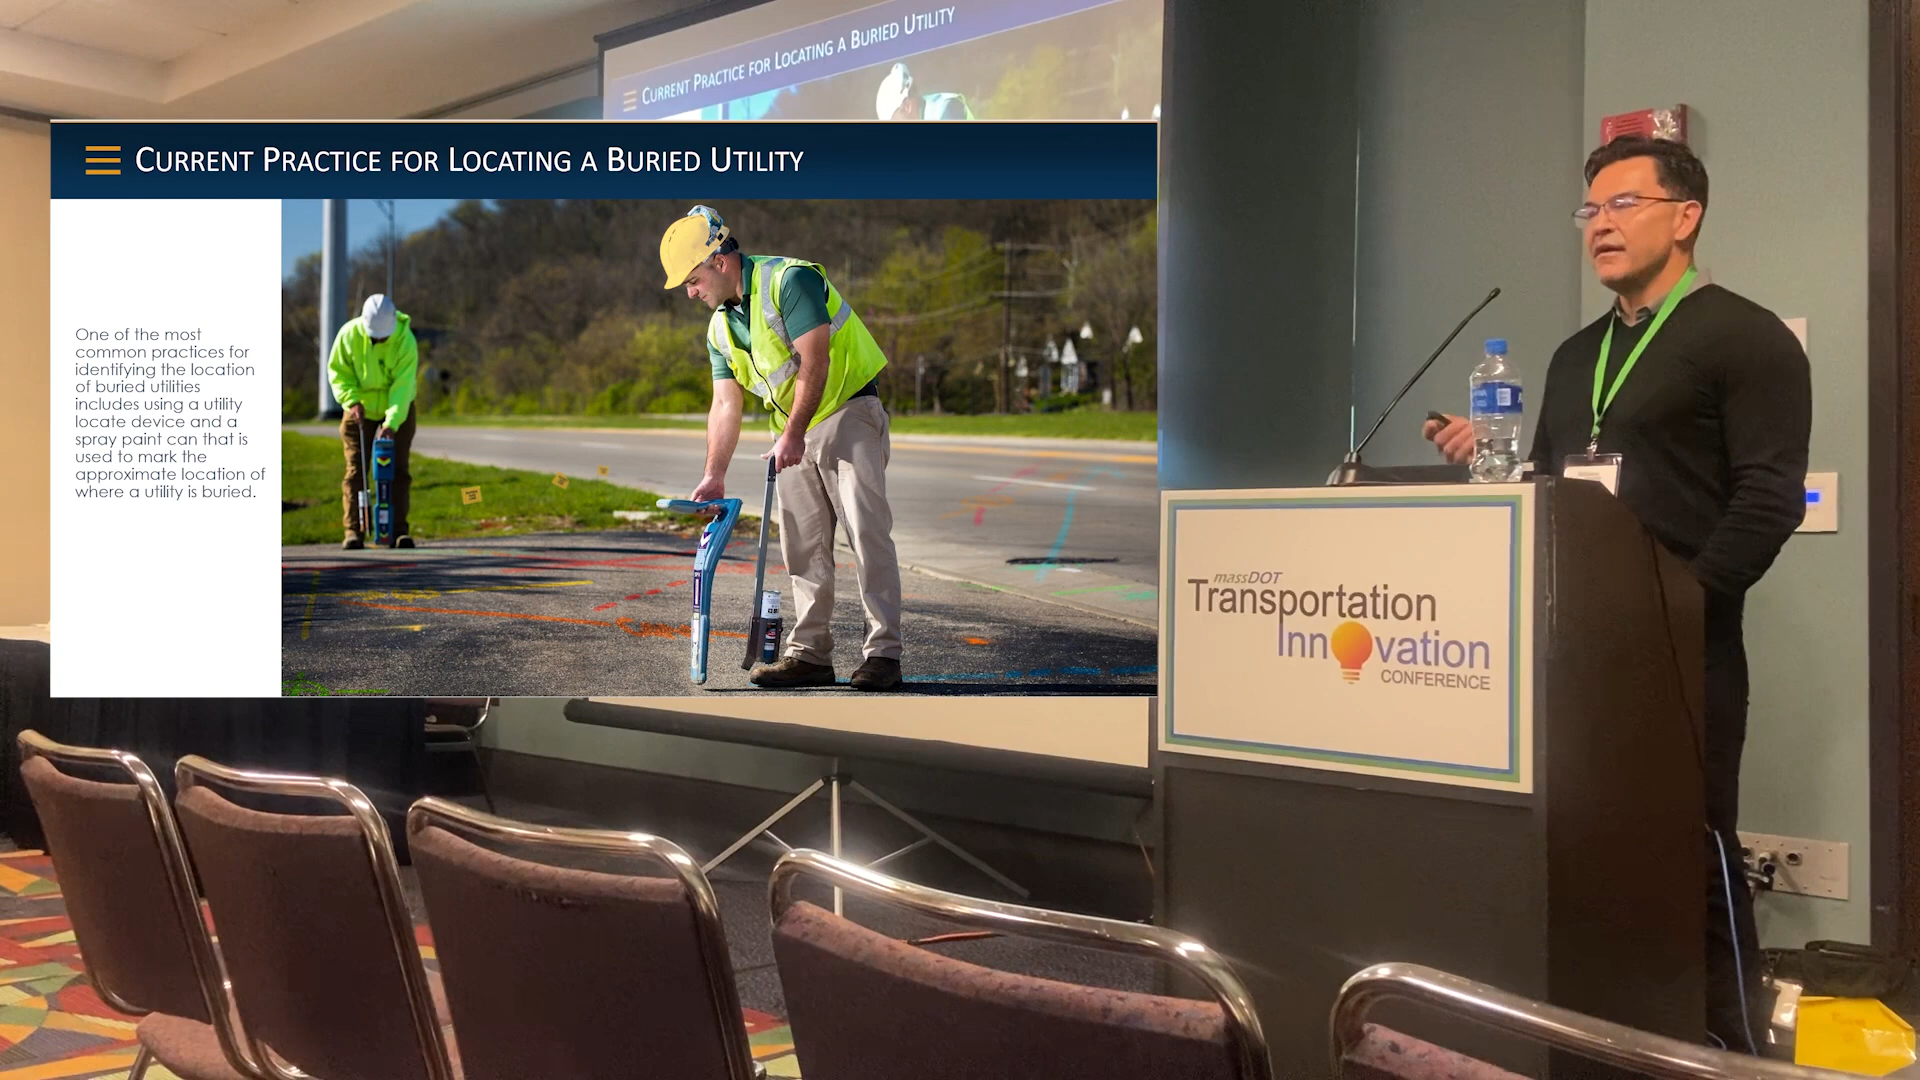 CURRENT PRACTICE FOR LOCATING A BURIED UTILITY
CURRENT PRACTICE FOR LOCATING A BURIED UTILITY
One of the most
common practices for
identifying the location
of buried utilities
includes using a utility
locate device and a
spray paint can that is
used to mark the
approximate location of
where a utility is buried.
massDOT
Transportation
Innovation
CONFERENCE